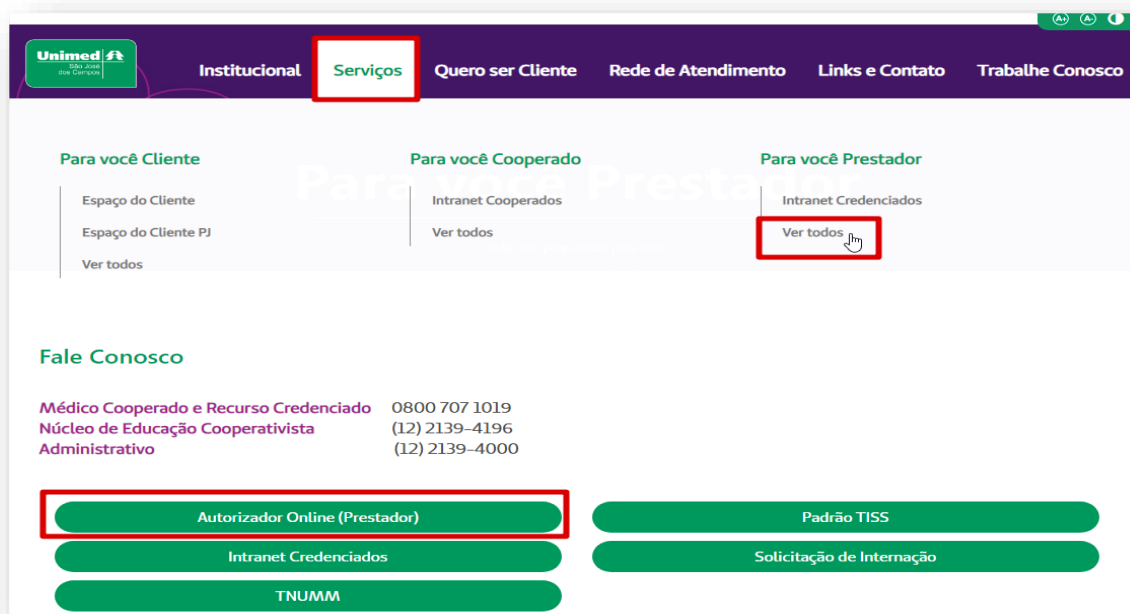 A+ A-
Unimed
São José
dos Campos
Institucional Serviços Quero ser Cliente Rede de Atendimento Links e Contato Trabalhe Conosco
Para você Prestador
Para você Cliente
Espaço do Cliente
Espaço do Cliente PJ
Ver todos
Para você Cooperado
Intranet Cooperados
Ver todos
Para você Prestador
Intranet Credenciados
Ver todos
Fale Conosco
Médico Cooperado e Recurso Credenciado 0800 707 1019
Núcleo de Educação Cooperativista (12) 2139-4196
Administrativo (12) 2139-4000
Autorizador Online (Prestador) Padrão TISS
Intranet Credenciados Solicitação de Internação
TNUMM